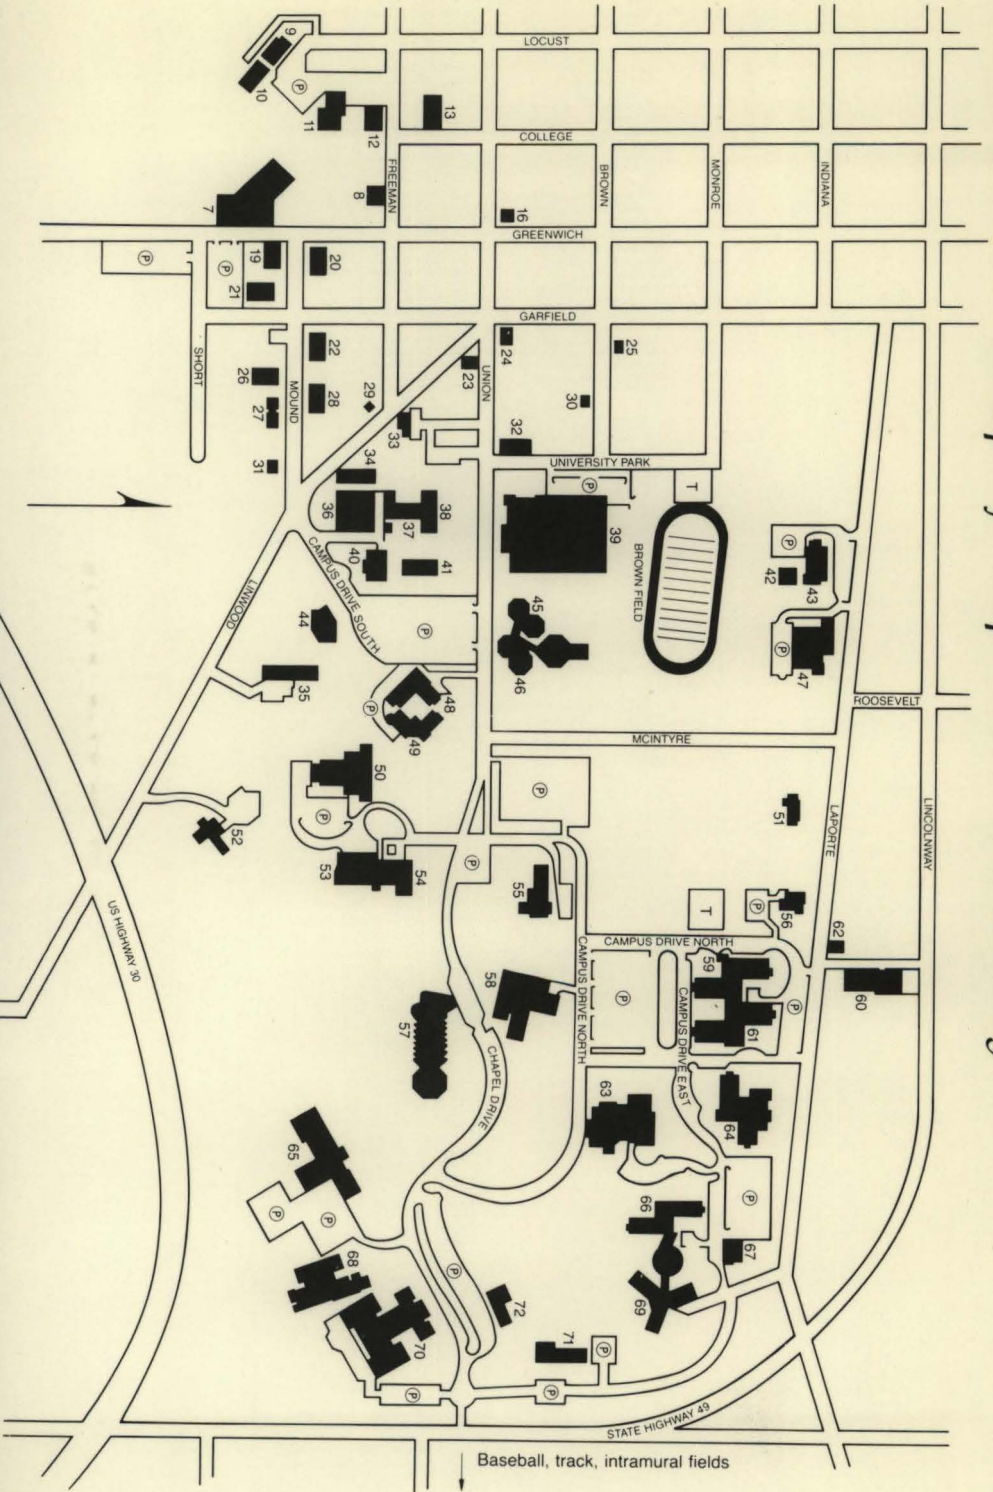 LOCUST
9
10
P
11
12
13
COLLEGE
FREEMAN
BROWN
MONROE
INDIANA
8
7
16
GREENWICH
P
P
19
20
21
GARFIELD
SHORT
22
24
25
23
UNION
26
MOUND
28
29
27
30
33
32
31
34
UNIVERSITY PARK
P
T
36
38
37
39
BROWN FIELD
P
40
41
42
43
CAMPUS DRIVE SOUTH
LINWOOD
44
P
45
46
P
47
35
48
P
49
ROOSEVELT
MCINTYRE
50
P
P
51
LAPORTE
LINCOLNWAY
52
53
54
P
55
T
P
56
62
US HIGHWAY 30
CAMPUS DRIVE NORTH
59
CAMPUS DRIVE NORTH
58
P
CAMPUS DRIVE EAST
P
60
57
61
CHAPEL DRIVE
63
64
65
P
P
66
P
67
68
P
69
72
70
71
P
P
P
STATE HIGHWAY 49
Baseball, track, intramural fields